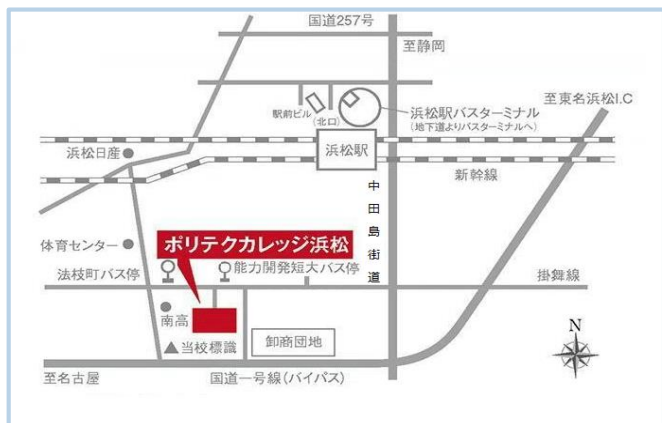 国道257号
至静岡
至東名浜松I.C
駅前ビル
(北口)
浜松駅バスターミナル
(地下道よりバスターミナルへ)
浜松日産
浜松駅
新幹線
中田島街道
体育センター
ポリテクカレッジ浜松
法枝町バス停
能力開発短大バス停
掛舞線
南高
当校標識
卸商団地
N
至名古屋
国道一号線(バイパス)